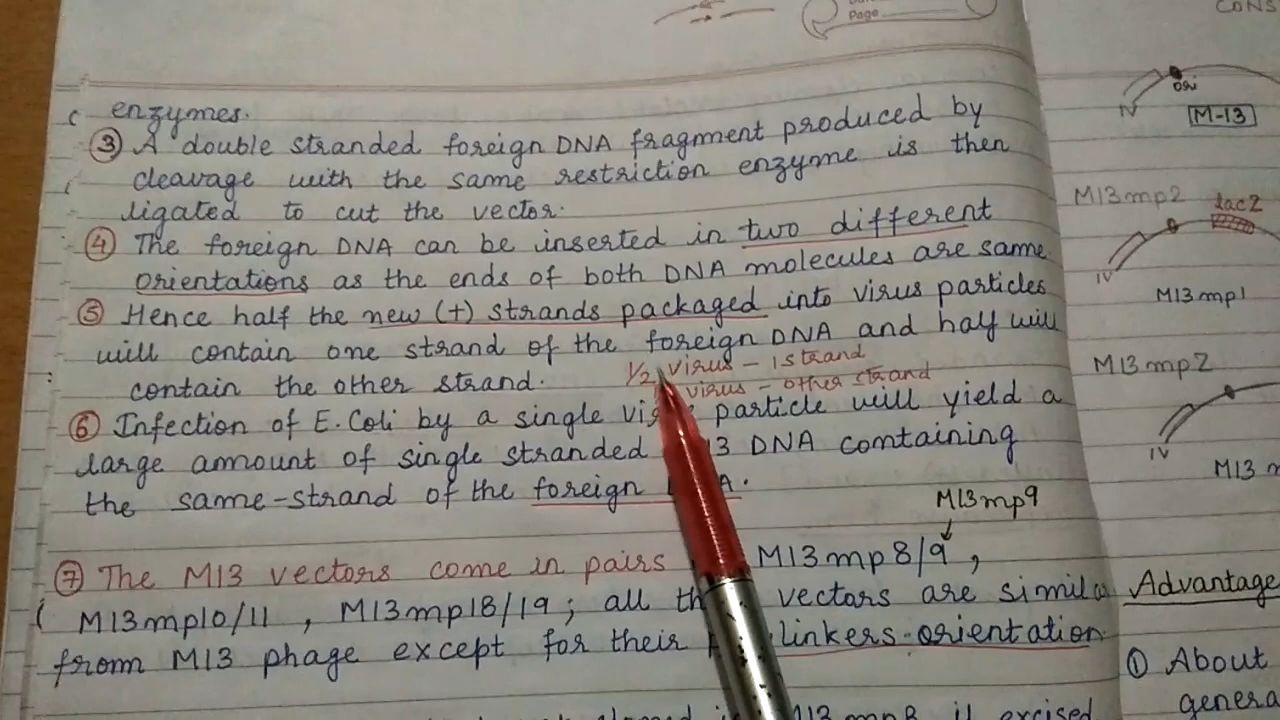 Page
enzymes.
③ A double stranded foreign DNA fragment produced by
cleavage with the same restriction enzyme is then
ligated to cut the vector.
④ The foreign DNA can be inserted in two different
orientations as the ends of both DNA molecules are same
⑤ Hence half the new (+) strands packaged into virus particles
will contain one strand of the foreign DNA and half will
contain the other strand.
1/2 virus - 1 strand
virus - other strand
⑥ Infection of E. Coli by a single particle will yield a
large amount of single stranded 13 DNA containing
the same-strand of the foreign A.
M13mp9
⑦ The M13 vectors come in pairs M13mp8/9,
M13mp10/11, M13mp18/19; all vectors are simila
from M13 phage except for their linkers orientation
M13mp8 if excised
CONS
ori
IV
M-13
M13mp2
lacZ
IV
M13mp1
M13mp2
IV
M13
Advantage
① About
genera